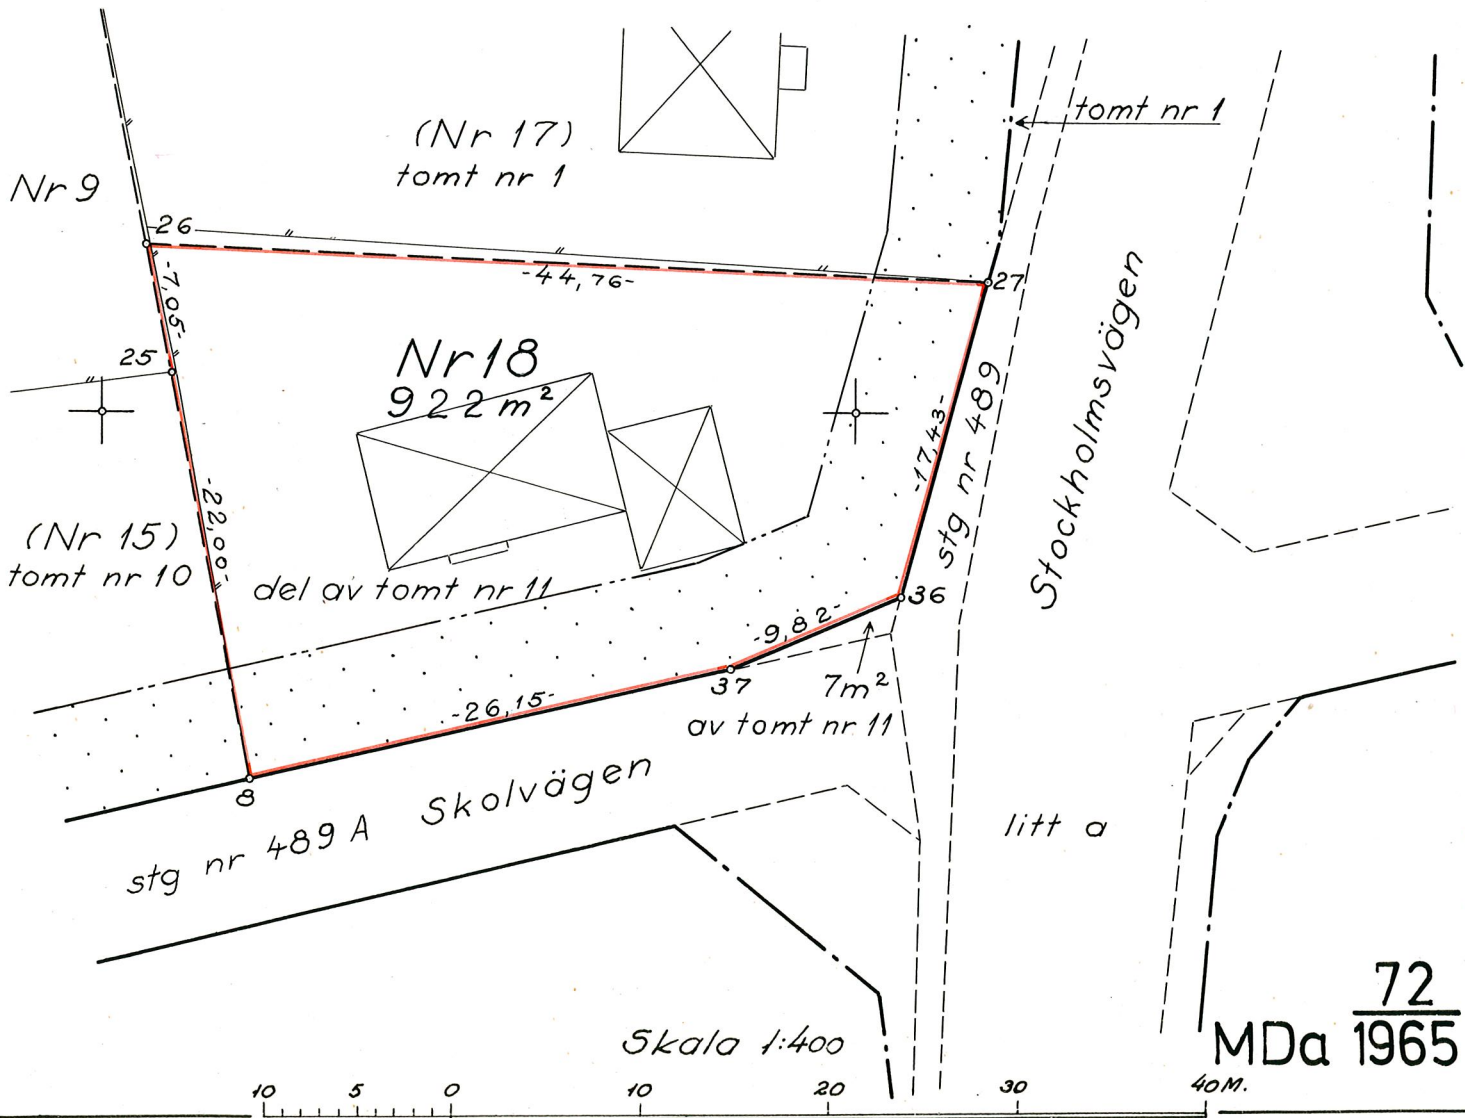 tomt nr 1
(Nr 17)
tomt nr 1
Nr 9
26
-44,76-
27
-7,05-
25
Nr 18
922 m²
-17,43-
stg nr 489
Stockholmsvägen
-22,00-
(Nr 15)
tomt nr 10
del av tomt nr 11
36
-9,82-
37
7m²
av tomt nr 11
-26,15-
8
Skolvägen
stg nr 489 A
litt a
72
MDa 1965
Skala 1:400
10 5 0 10 20 30 40 M.